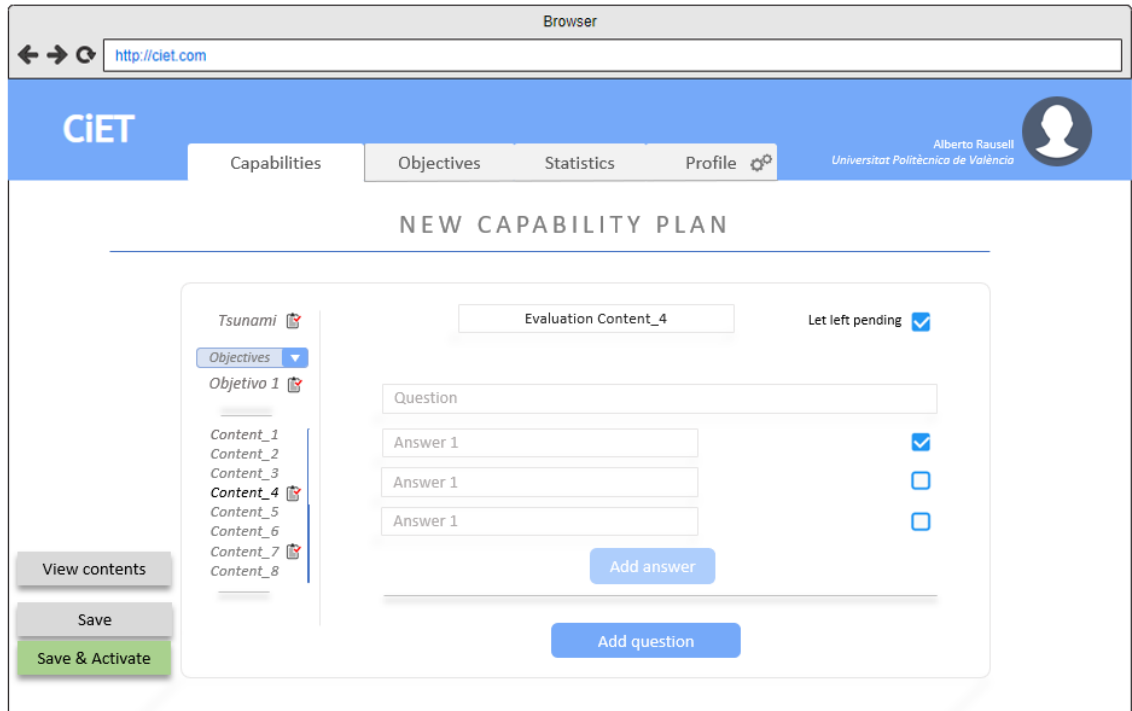 Browser
http://ciet.com
CiET
Capabilities
Objectives
Statistics
Profile
Alberto Rausell
Universitat Politècnica de València
NEW CAPABILITY PLAN
Tsunami
Objectives
Objetivo 1
Content_1
Content_2
Content_3
Content_4
Content_5
Content_6
Content_7
Content_8
Evaluation Content_4
Let left pending
Question
Answer 1
Answer 1
Answer 1
Add answer
Add question
View contents
Save
Save & Activate